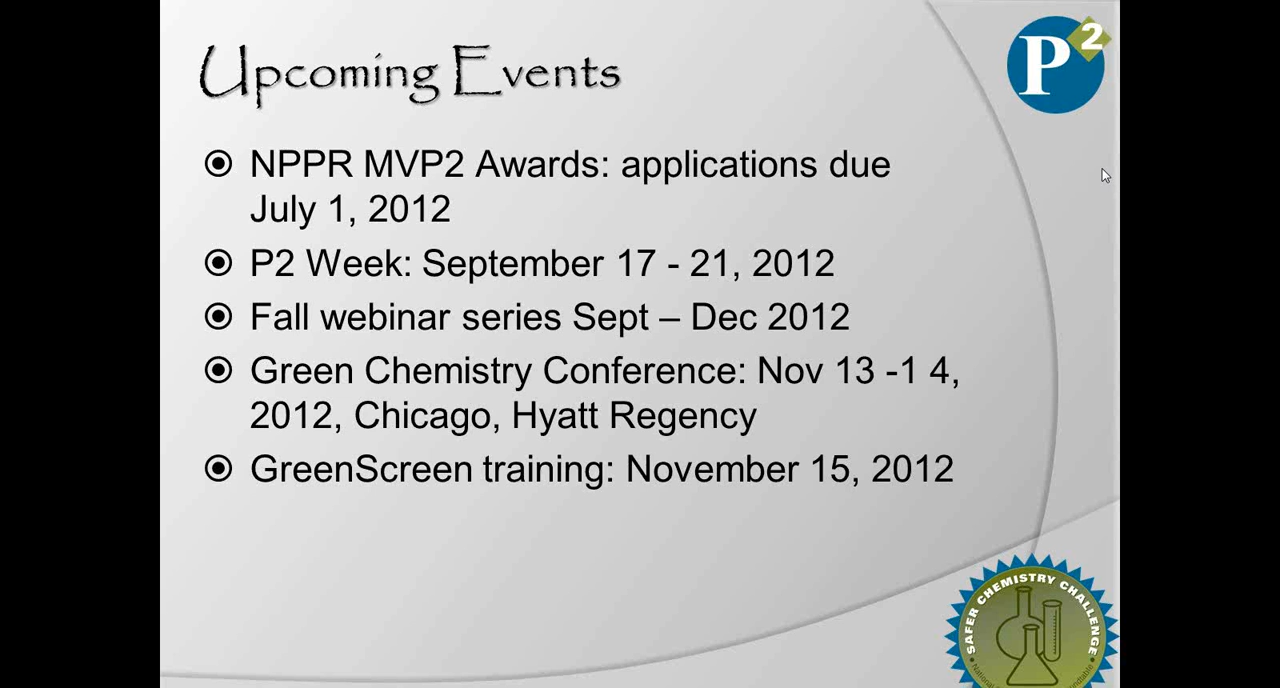 Upcoming Events
P2
NPPR MVP2 Awards: applications due
July 1, 2012
P2 Week: September 17 - 21, 2012
Fall webinar series Sept – Dec 2012
Green Chemistry Conference: Nov 13 -1 4,
2012, Chicago, Hyatt Regency
GreenScreen training: November 15, 2012
SAFER CHEMISTRY CHALLENGE
National